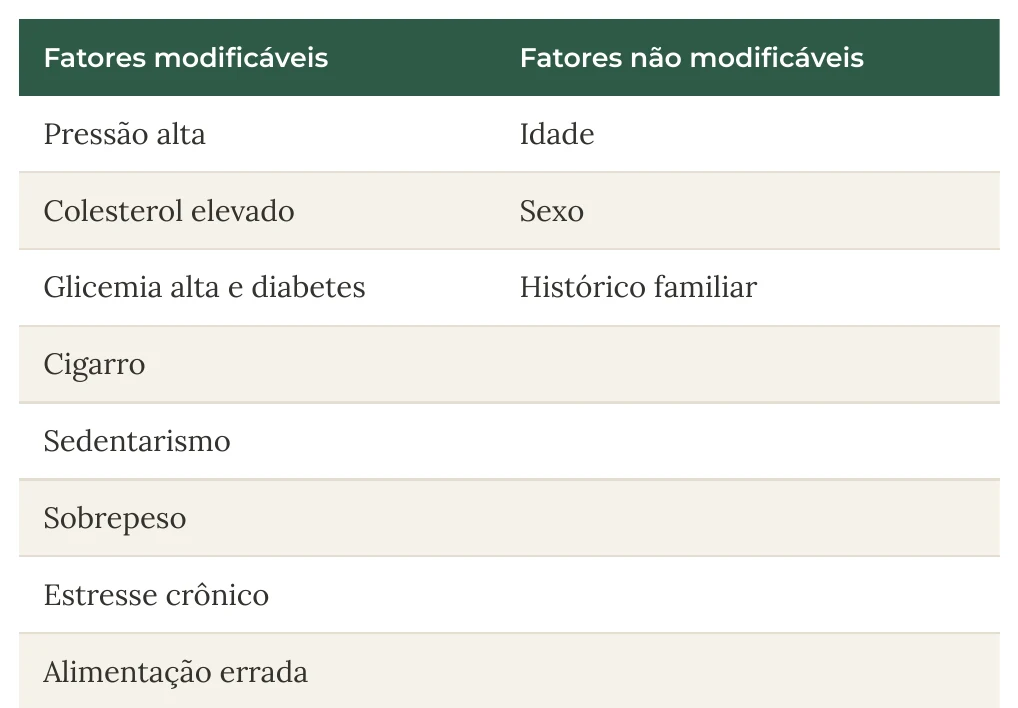 Fatores modificáveis Fatores não modificáveis
Pressão alta Idade
Colesterol elevado Sexo
Glicemia alta e diabetes Histórico familiar
Cigarro
Sedentarismo
Sobrepeso
Estresse crônico
Alimentação errada